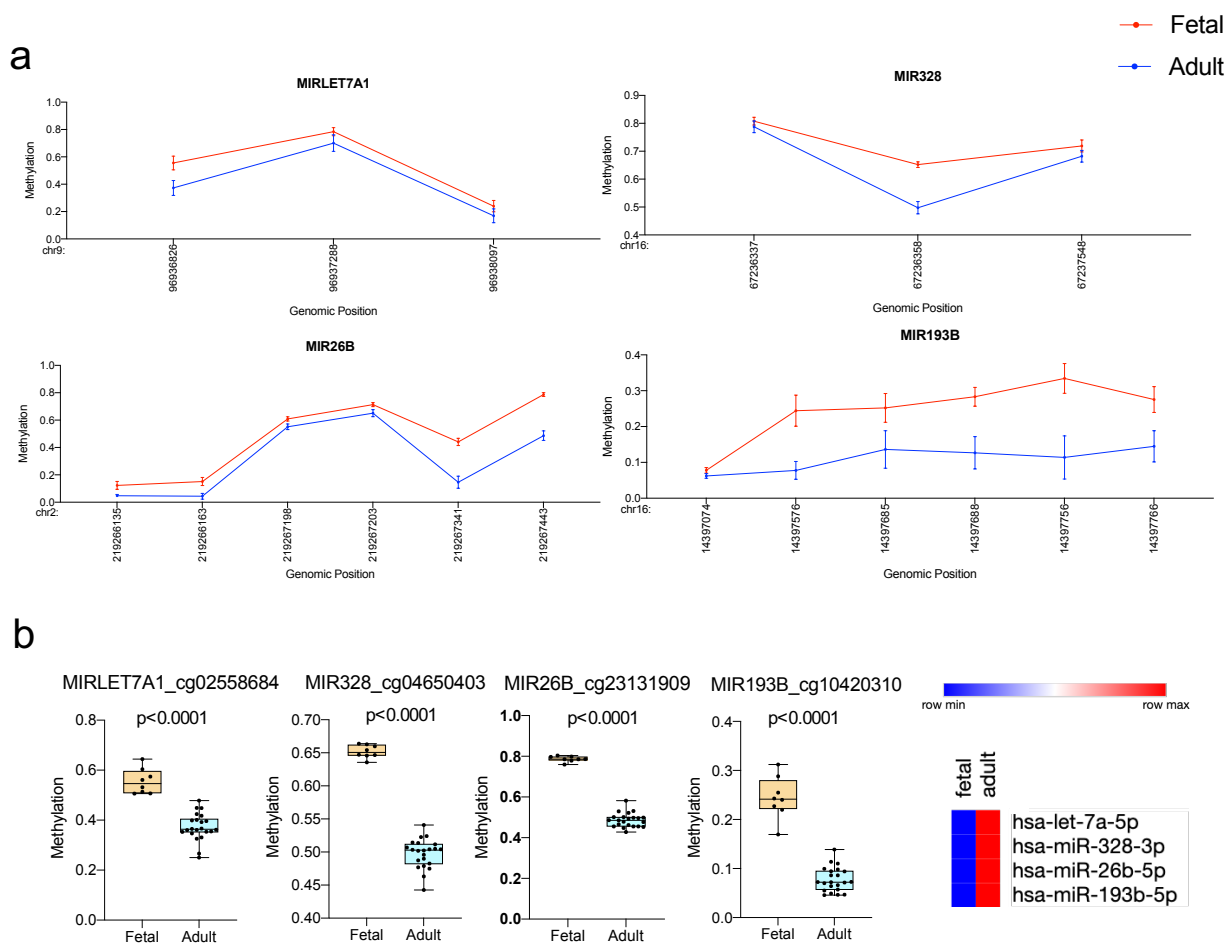 Fetal
Adult
a
MIRLET7A1
1.0
0.8
0.6
0.4
0.2
0.0
Methylation
chr9:
96936826
96937288
96938097
Genomic Position
MIR328
0.9
0.8
0.7
0.6
0.5
0.4
Methylation
chr16:
67236337
67236358
67237548
Genomic Position
MIR26B
1.0
0.8
0.6
0.4
0.2
0.0
Methylation
chr2:
219266135
219266163
219267198
219267203
219267341
219267443
Genomic Position
MIR193B
0.4
0.3
0.2
0.1
0.0
Methylation
chr16:
14397074
14397576
14397685
14397688
14397756
14397766
Genomic Position
b
MIRLET7A1_cg02558684
p<0.0001
0.8
0.6
0.4
0.2
0.0
Methylation
Fetal Adult
MIR328_cg04650403
p<0.0001
0.70
0.65
0.60
0.55
0.50
0.45
0.40
Methylation
Fetal Adult
MIR26B_cg23131909
p<0.0001
1.0
0.8
0.6
0.4
0.2
0.0
Methylation
Fetal Adult
MIR193B_cg10420310
p<0.0001
0.4
0.3
0.2
0.1
0.0
Methylation
Fetal Adult
row min row max
fetal
adult
hsa-let-7a-5p
hsa-miR-328-3p
hsa-miR-26b-5p
hsa-miR-193b-5p